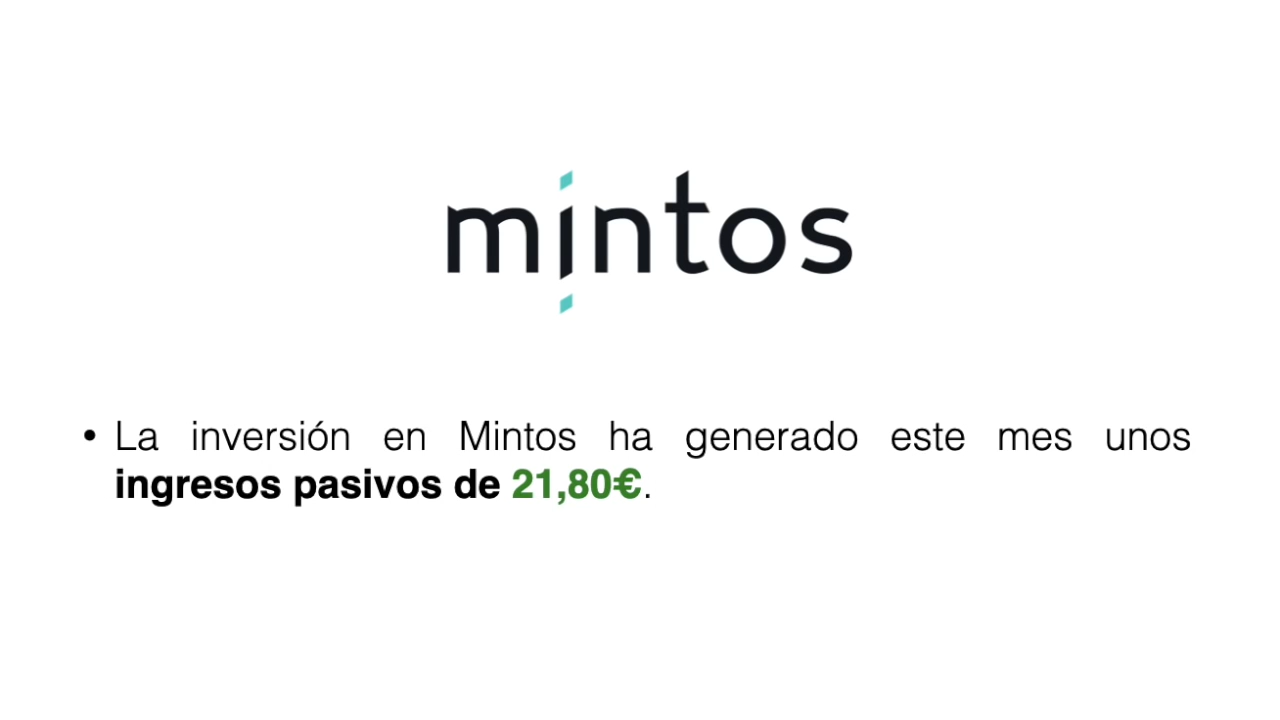 mintos
• La inversión en Mintos ha generado este mes unos
ingresos pasivos de 21,80€.